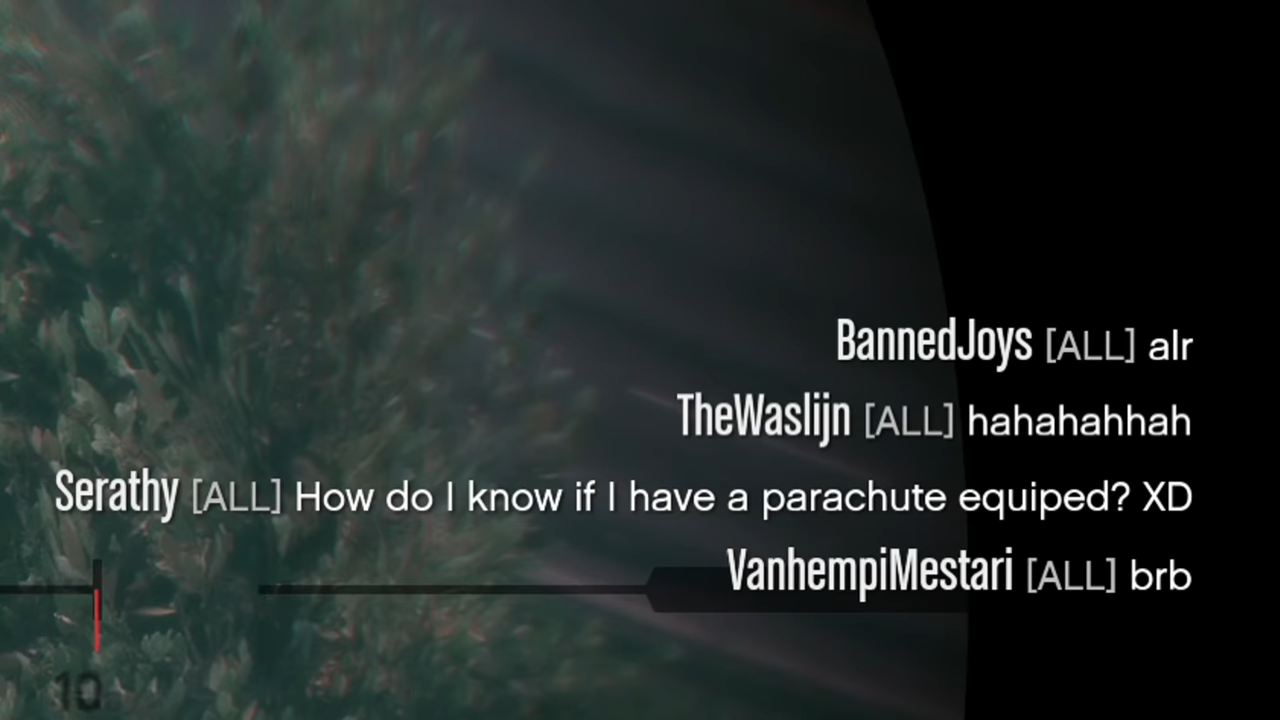 BannedJoys [ALL] alr
TheWaslijn [ALL] hahahahhah
Serathy [ALL] How do I know if I have a parachute equiped? XD
VanhempiMestari [ALL] brb
10